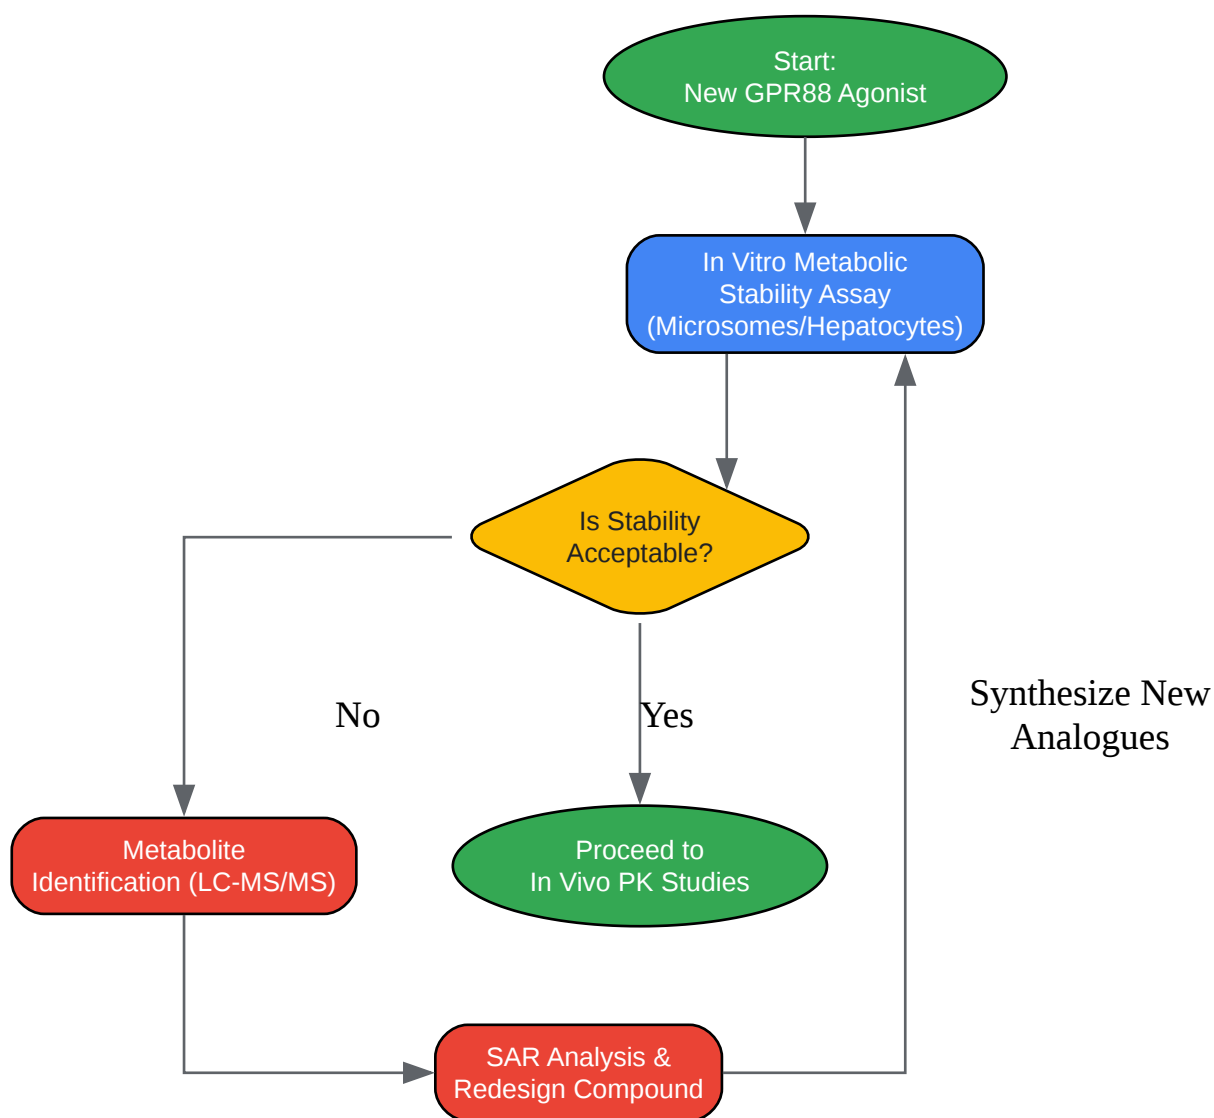 Start:
New GPR88 Agonist
In Vitro Metabolic
Stability Assay
(Microsomes/Hepatocytes)
Is Stability
Acceptable?
No
Yes
Synthesize New
Analogues
Metabolite
Identification (LC-MS/MS)
Proceed to
In Vivo PK Studies
SAR Analysis &
Redesign Compound